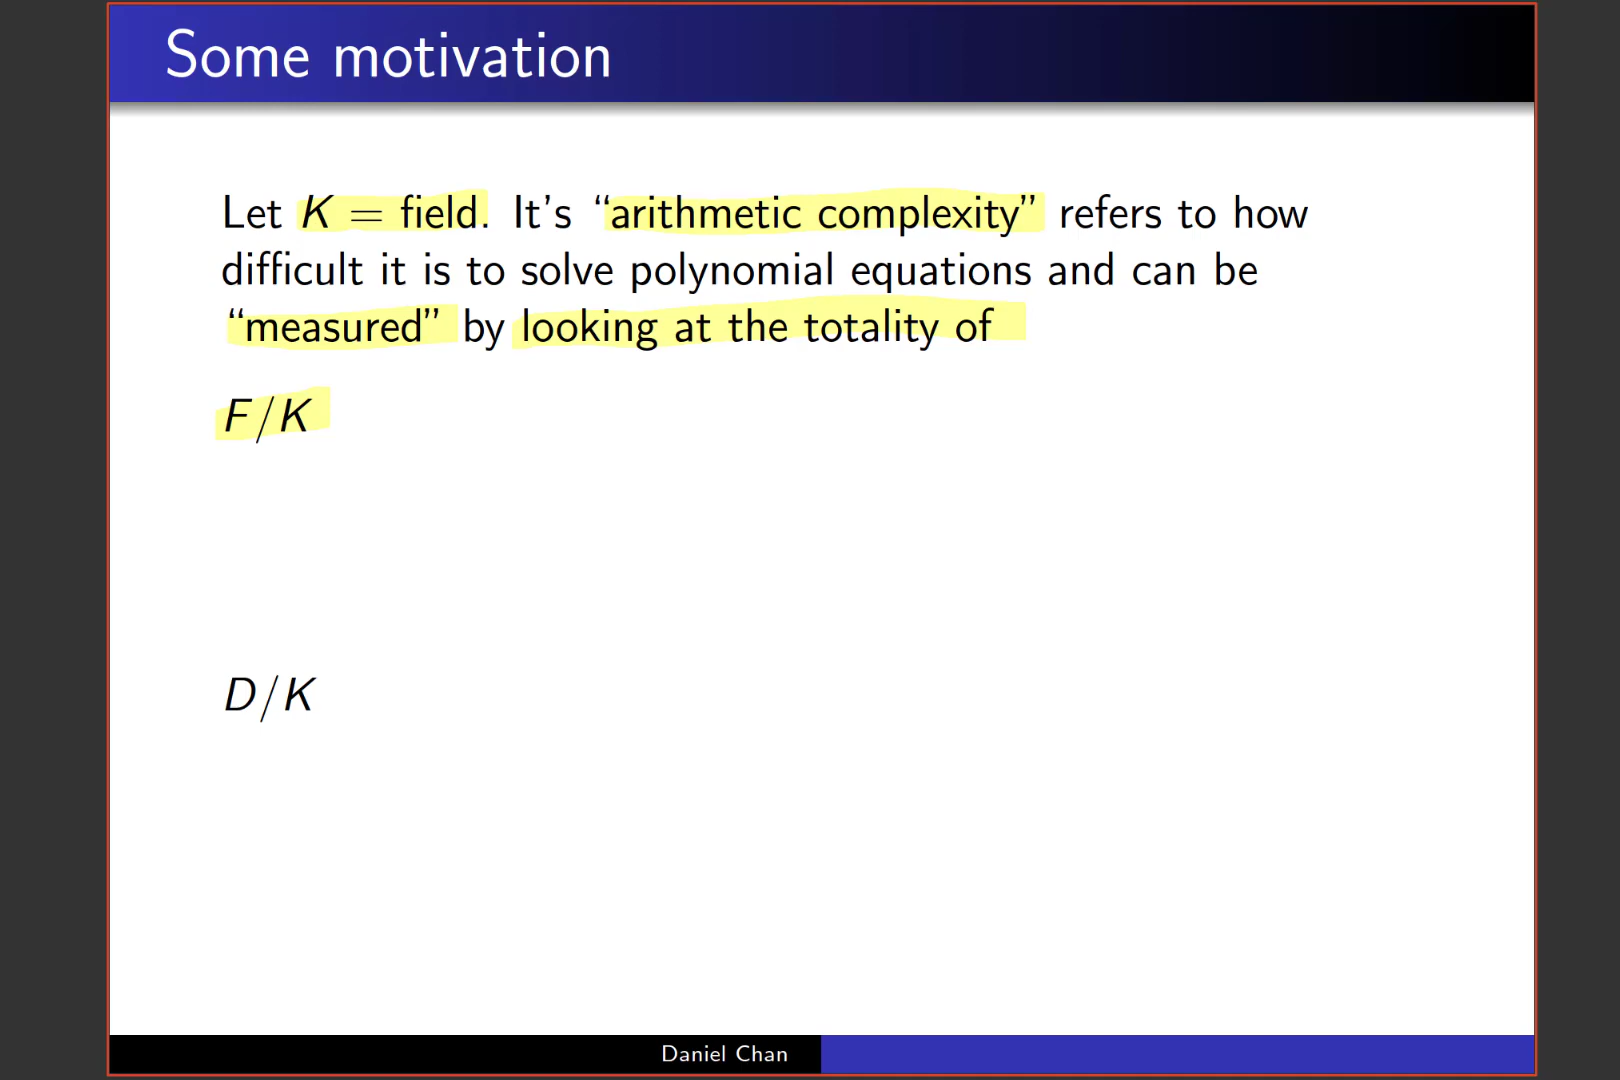 Some motivation
Let K = field. It's “arithmetic complexity” refers to how
difficult it is to solve polynomial equations and can be
“measured” by looking at the totality of
F/K
D/K
Daniel Chan